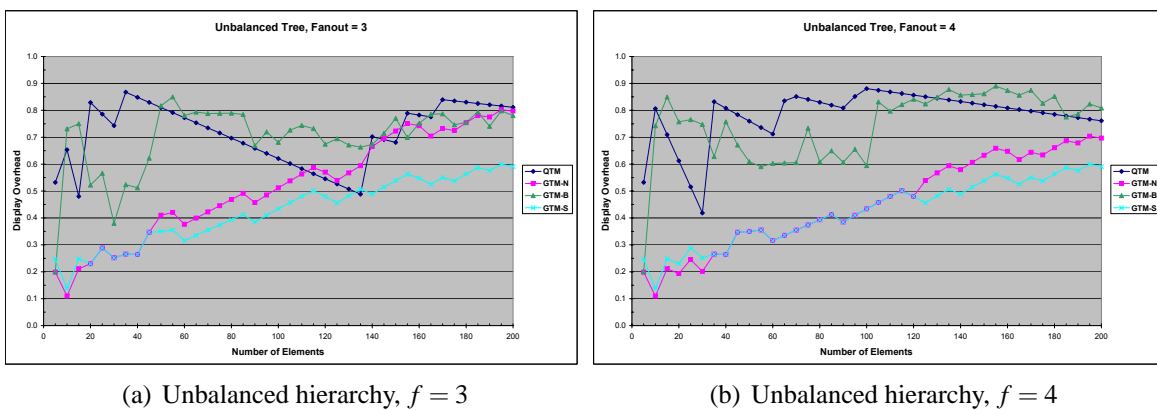 Unbalanced Tree, Fanout = 3
1.0
0.9
0.8
0.7
0.6
0.5
0.4
0.3
0.2
0.1
0.0
Display Overhead
0 20 40 60 80 100 120 140 160 180 200
Number of Elements
QTM
GTM-N
GTM-B
GTM-S
(a) Unbalanced hierarchy, f = 3
Unbalanced Tree, Fanout = 4
1.0
0.9
0.8
0.7
0.6
0.5
0.4
0.3
0.2
0.1
0.0
Display Overhead
0 20 40 60 80 100 120 140 160 180 200
Number of Elements
QTM
GTM-N
GTM-B
GTM-S
(b) Unbalanced hierarchy, f = 4